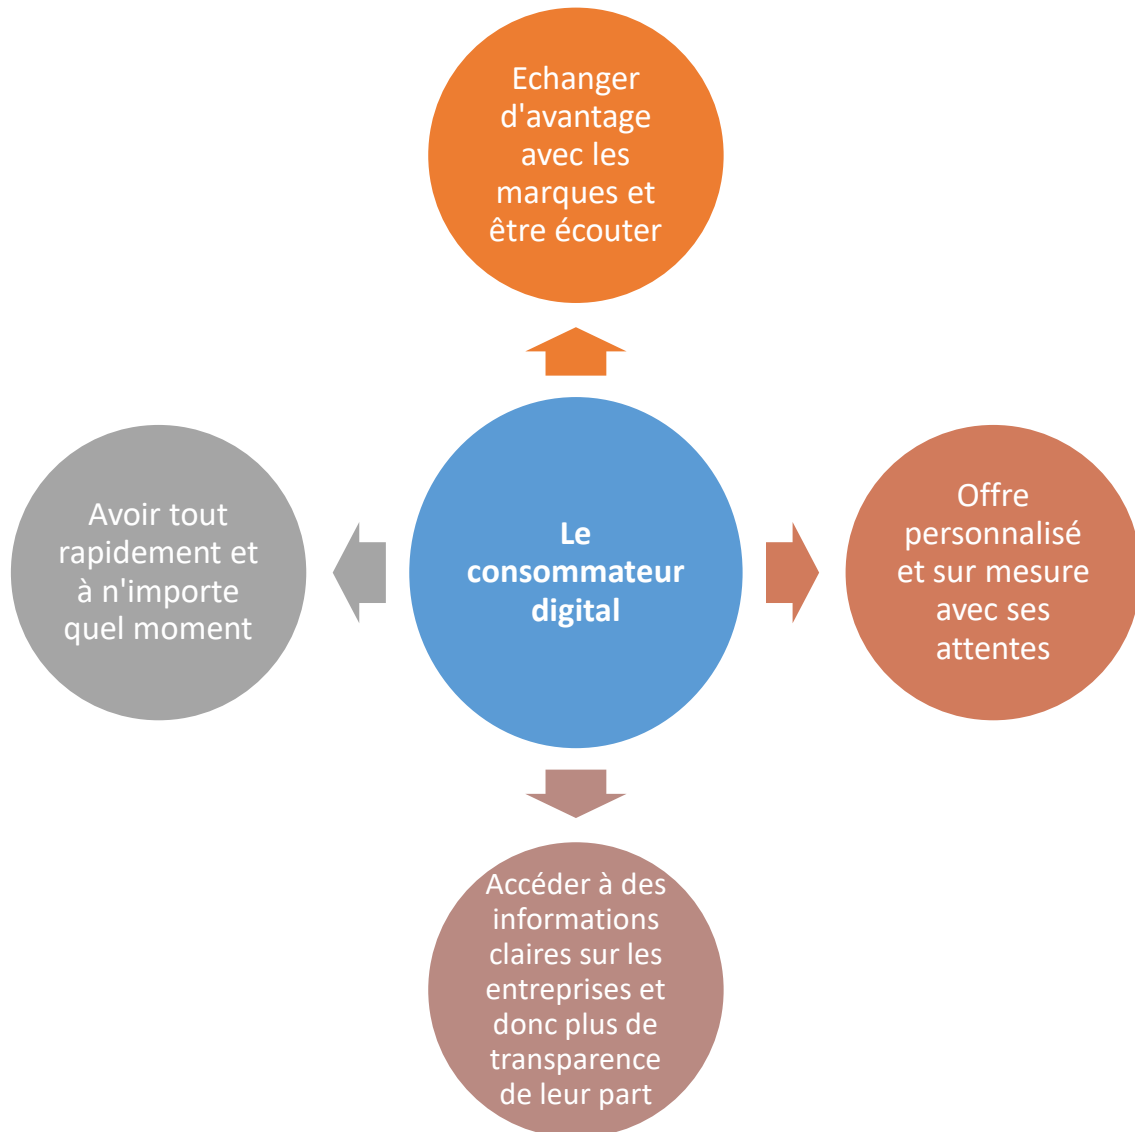 Echanger
d'avantage
avec les
marques et
être écouter
Avoir tout
rapidement et
à n'importe
quel moment
Le
consommateur
digital
Offre
personnalisé
et sur mesure
avec ses
attentes
Accéder à des
informations
claires sur les
entreprises et
donc plus de
transparence
de leur part